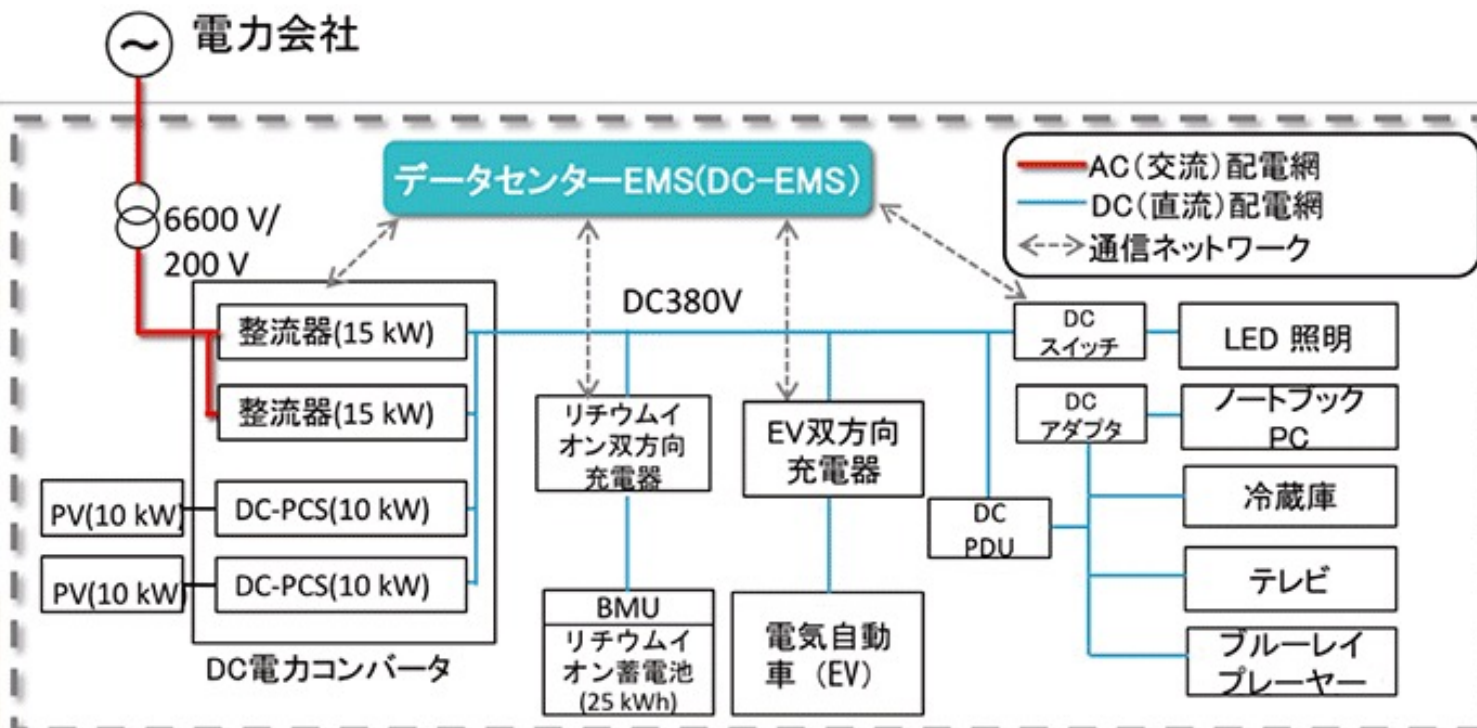 ～ 電力会社
6600 V/
200 V
データセンターEMS(DC-EMS)
AC(交流)配電網
DC(直流)配電網
通信ネットワーク
DC380V
整流器(15 kW)
整流器(15 kW)
PV(10 kW)
DC-PCS(10 kW)
PV(10 kW)
DC-PCS(10 kW)
DC電力コンバータ
リチウムイ
オン双方向
充電器
BMU
リチウムイ
オン蓄電池
(25 kWh)
EV双方向
充電器
電気自動
車（EV）
DC
PDU
DC
スイッチ
DC
アダプタ
LED 照明
ノートブック
PC
冷蔵庫
テレビ
ブルーレイ
プレーヤー